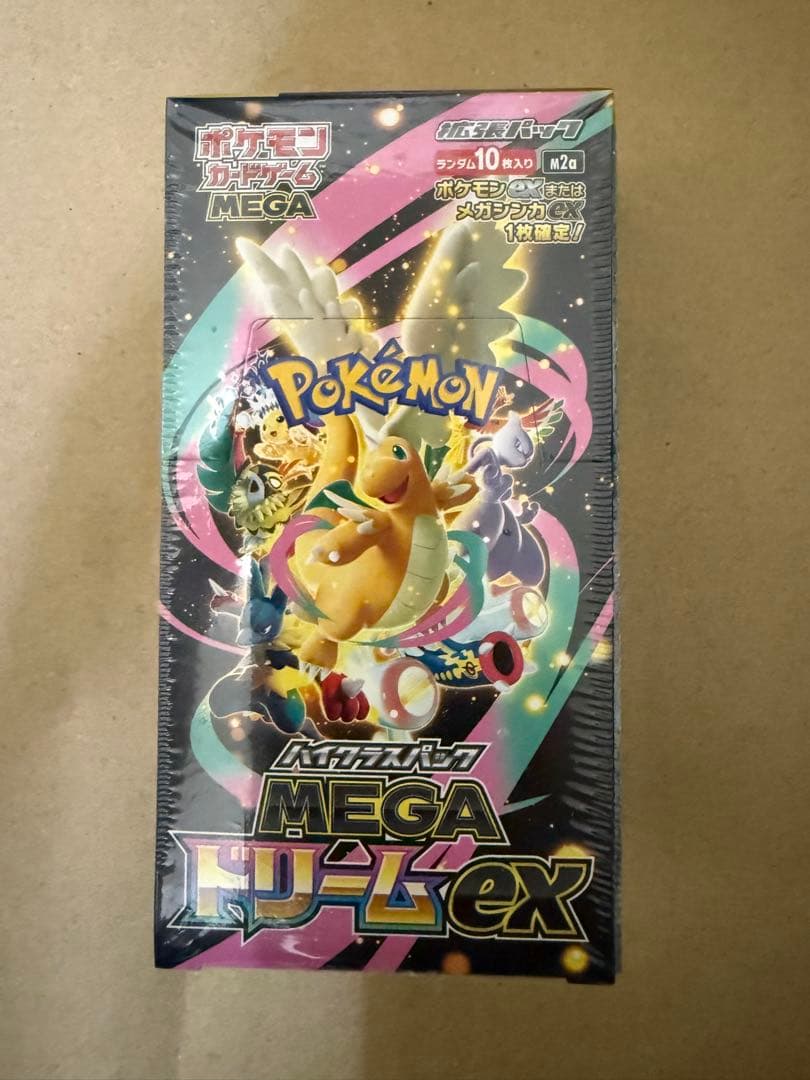 ポケモン
カードゲーム
MEGA
拡張パック
ランダム10枚入り M2a
ポケモンexまたは
メガシンカex
1枚確定!
POKéMON
ハイクラスパック
MEGA
ドリームex